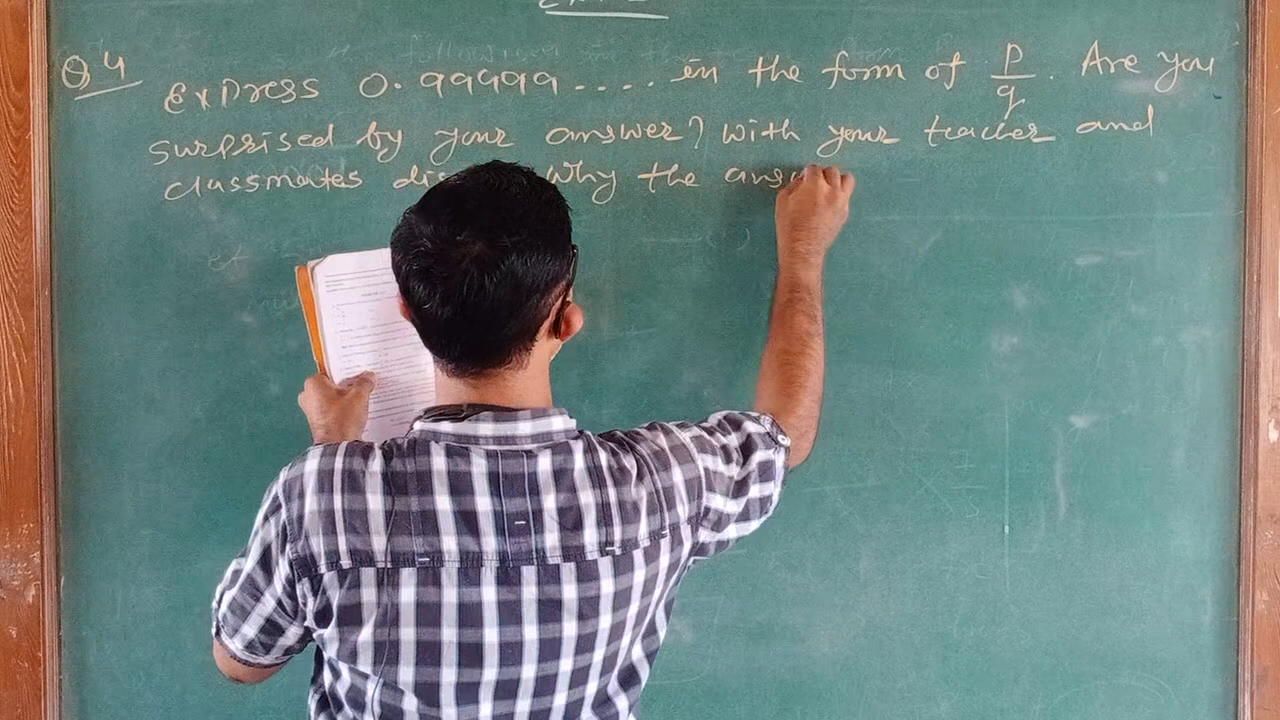 Q.4 Express 0.99999.... in the form of p/q. Are you
surprised by your answer? With your teacher and
classmates Why the